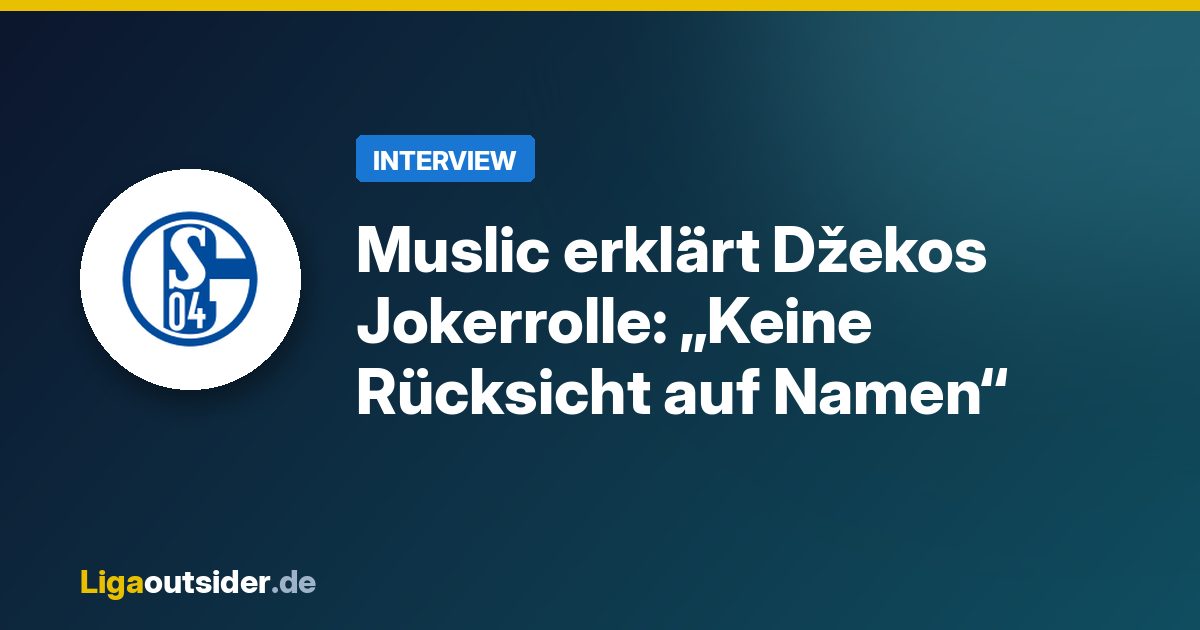 INTERVIEW
Muslic erklärt Džekos
Jokerrolle: „Keine
Rücksicht auf Namen“
S
04
Ligaoutsider.de